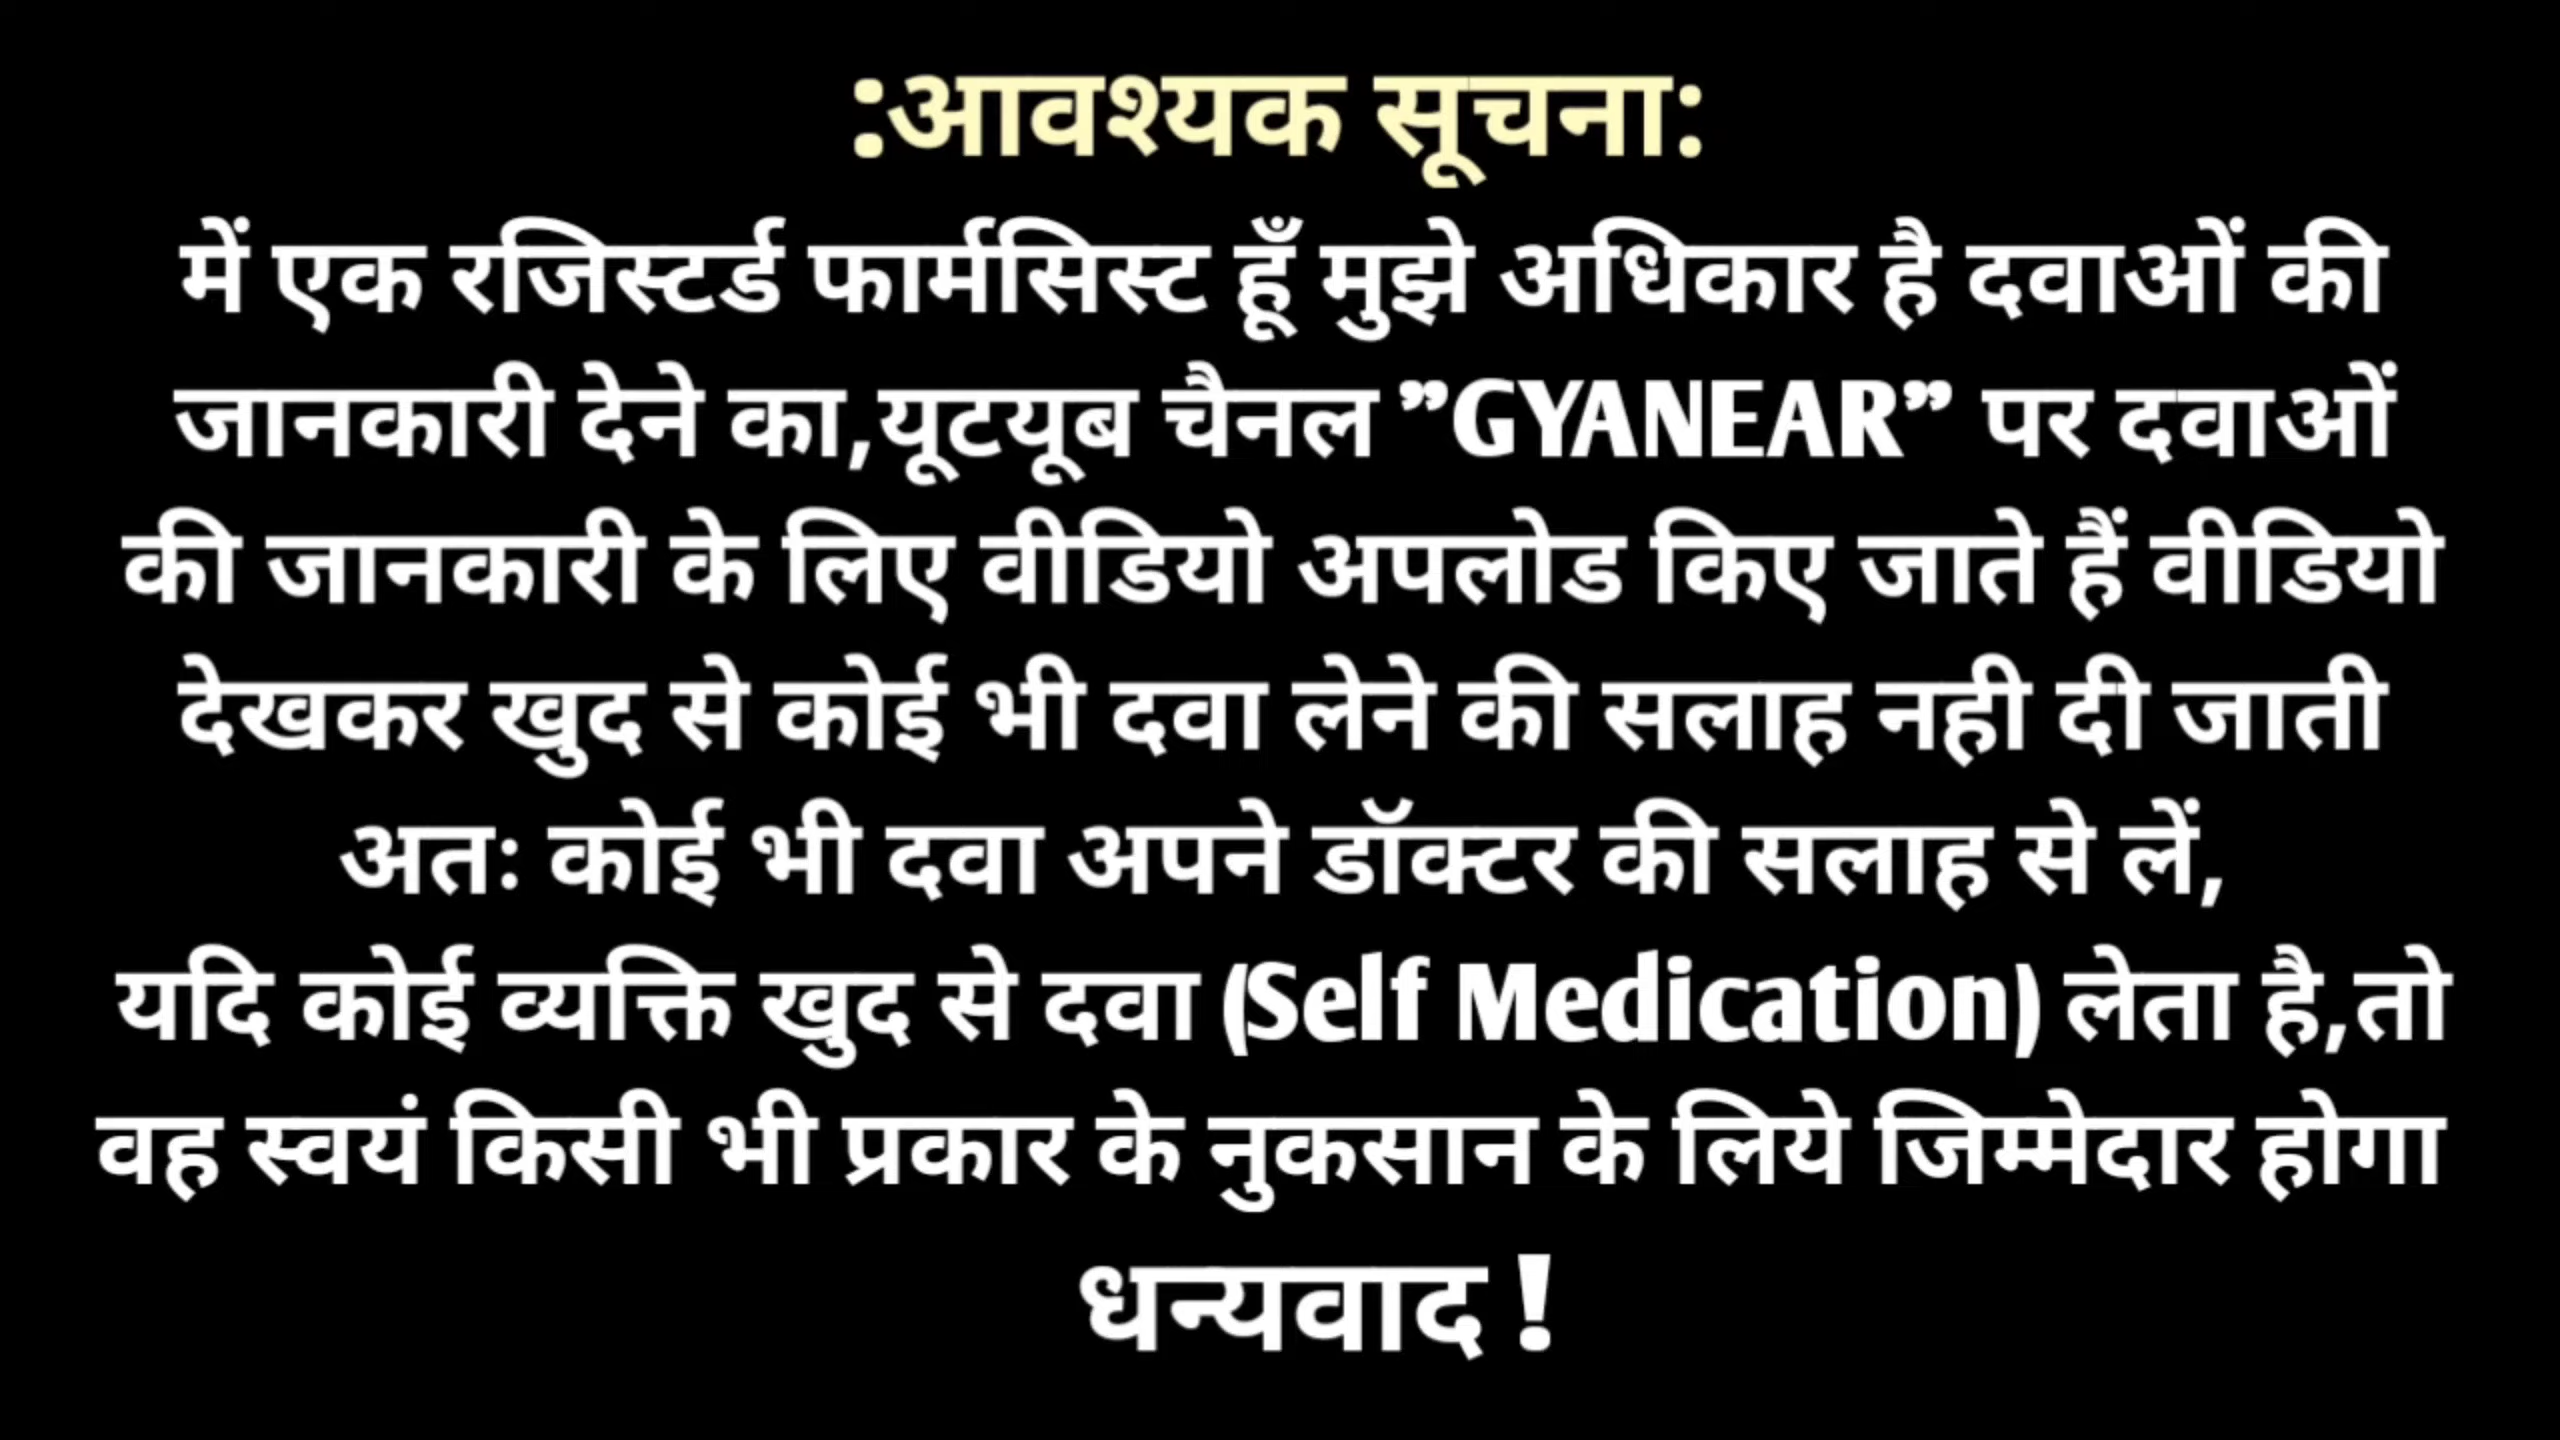 :आवश्यक सूचना:
में एक रजिस्टर्ड फार्मसिस्ट हूँ मुझे अधिकार है दवाओं की
जानकारी देने का,यूटयूब चैनल ”GYANEAR” पर दवाओं
की जानकारी के लिए वीडियो अपलोड किए जाते हैं वीडियो
देखकर खुद से कोई भी दवा लेने की सलाह नही दी जाती
अतः कोई भी दवा अपने डॉक्टर की सलाह से लें,
यदि कोई व्यक्ति खुद से दवा (Self Medication) लेता है,तो
वह स्वयं किसी भी प्रकार के नुकसान के लिये जिम्मेदार होगा
धन्यवाद !